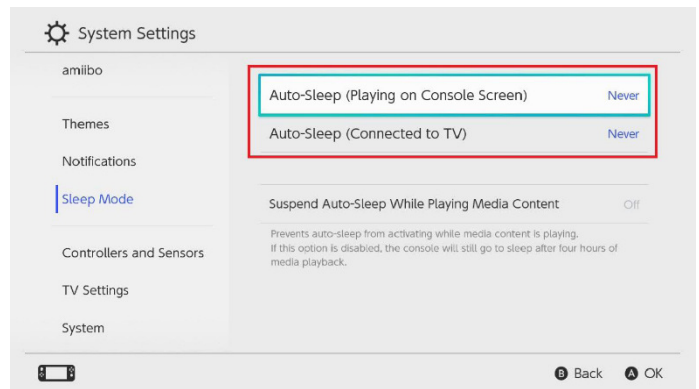 System Settings
amiibo
Themes
Notifications
Sleep Mode
Controllers and Sensors
TV Settings
System
Auto-Sleep (Playing on Console Screen) Never
Auto-Sleep (Connected to TV) Never
Suspend Auto-Sleep While Playing Media Content Off
Prevents auto-sleep from activating while media content is playing.
If this option is disabled, the console will still go to sleep after four hours of
media playback.
B Back A OK